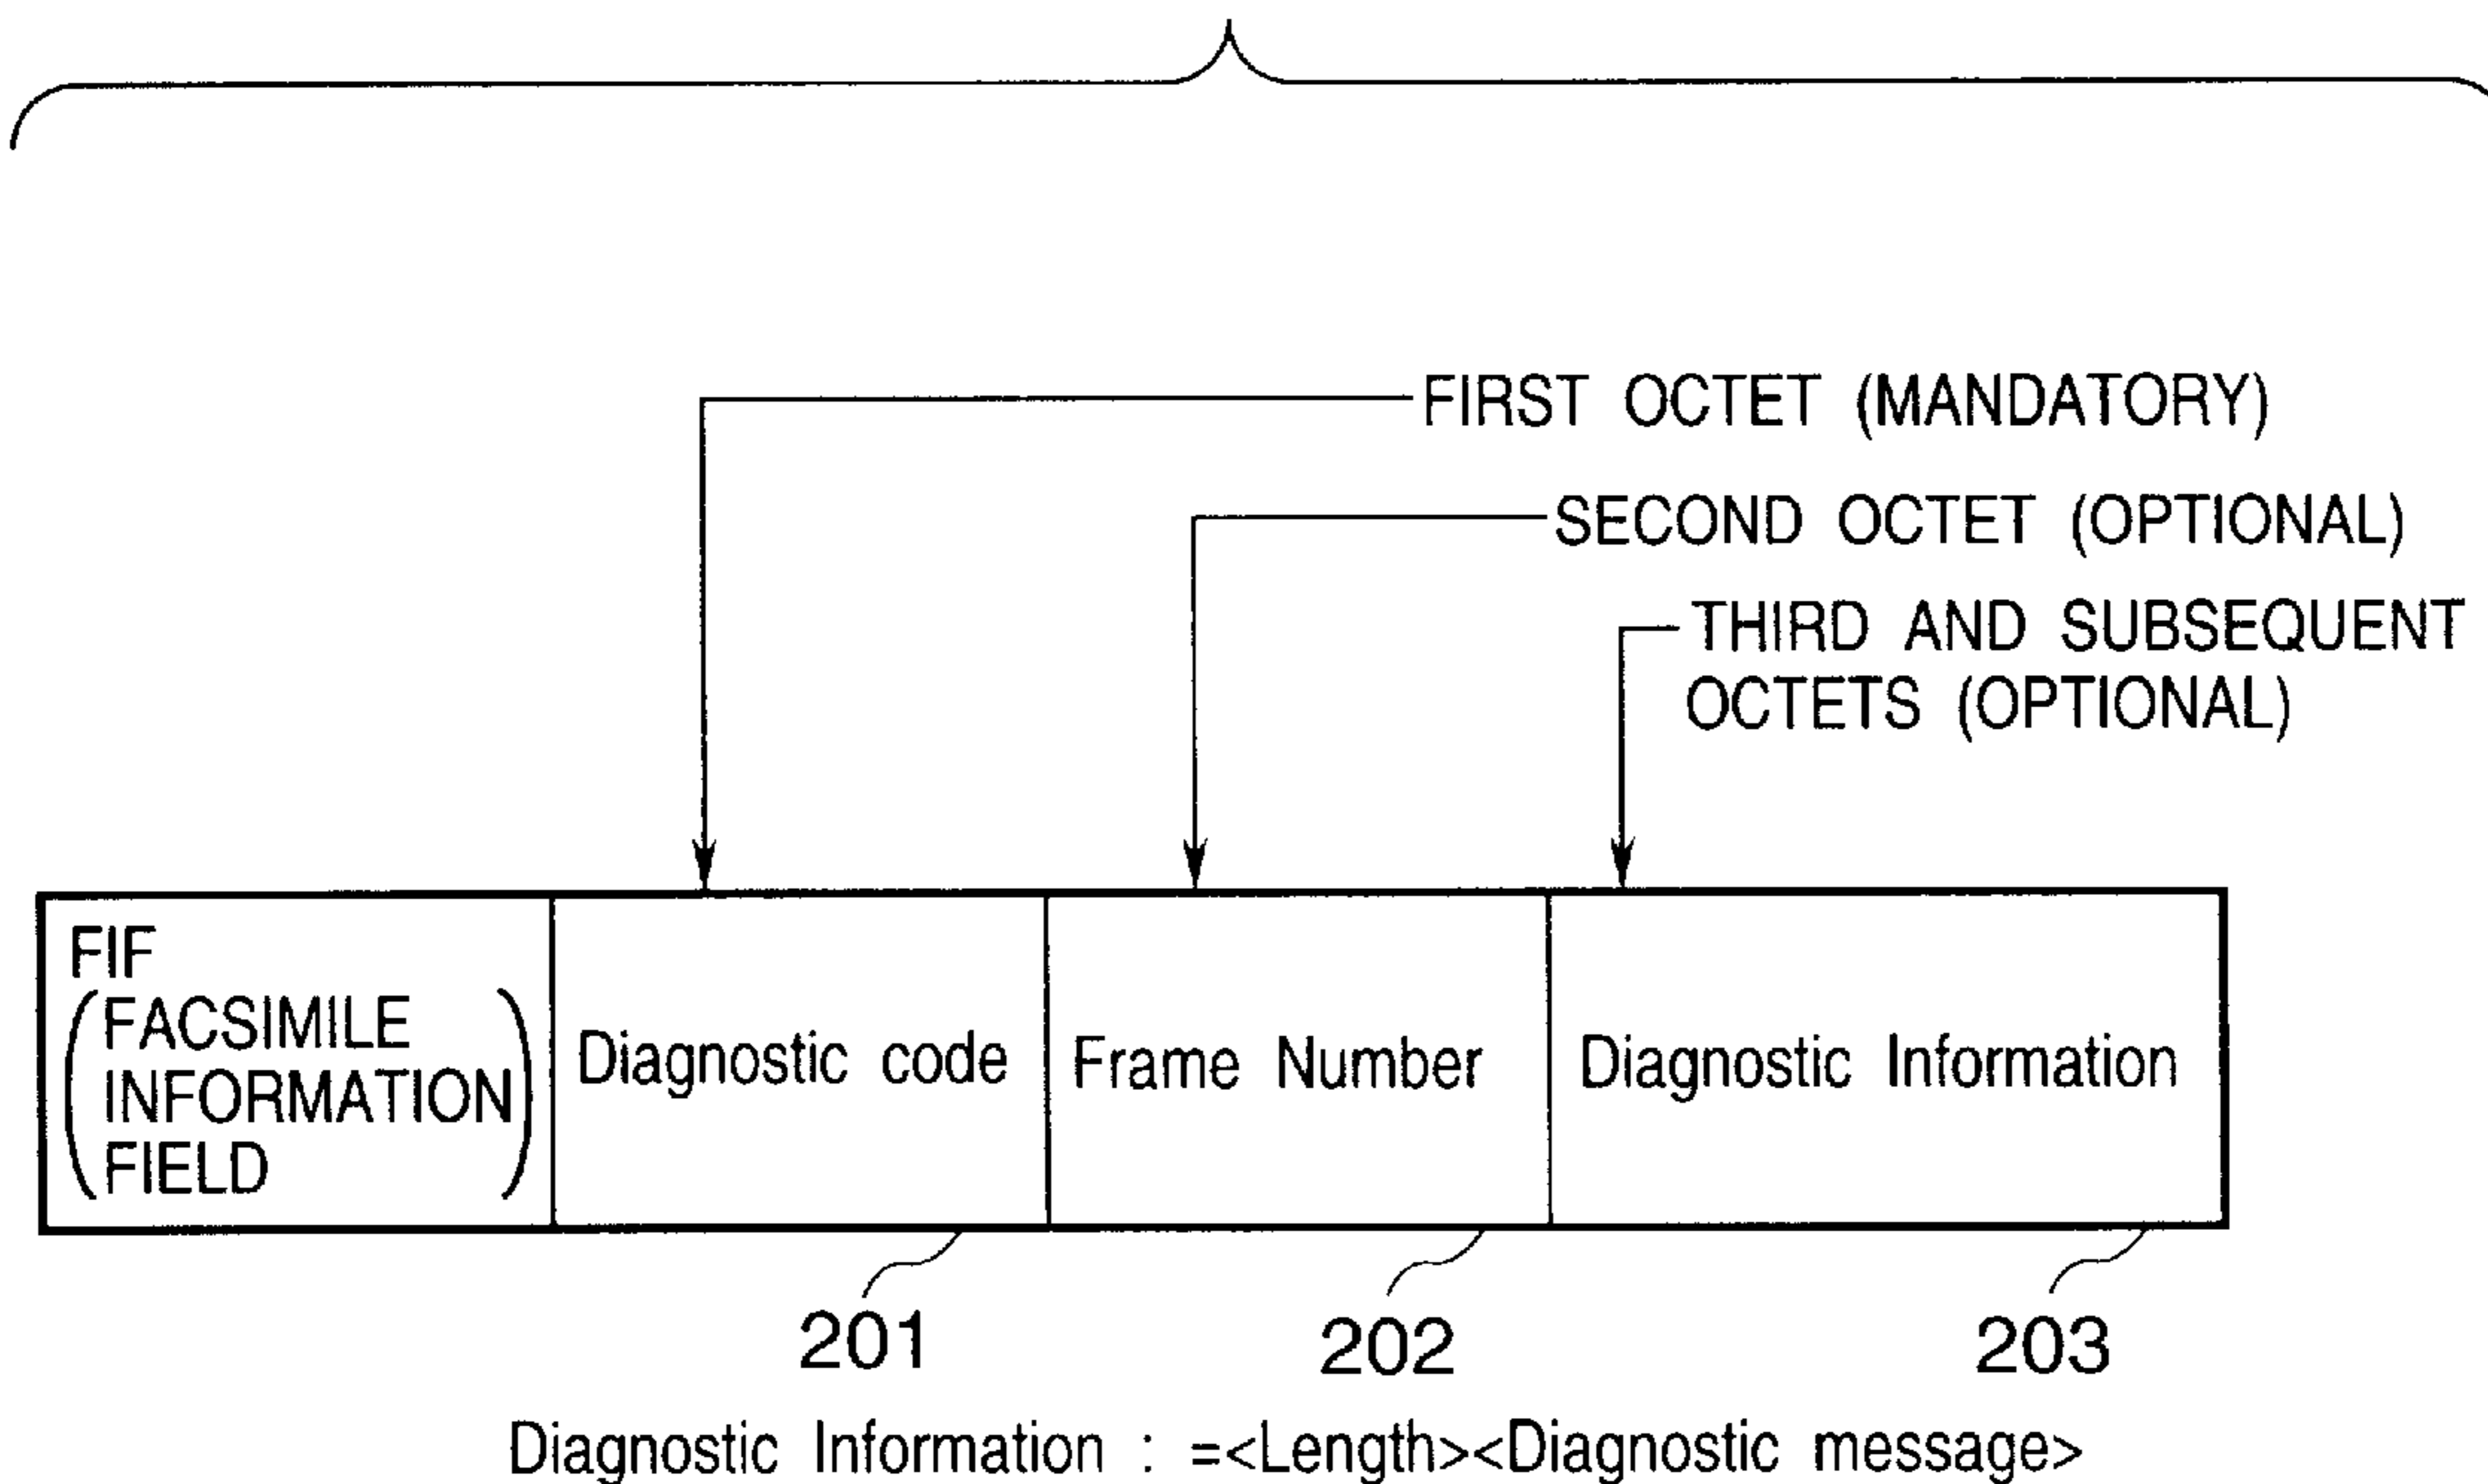 FIRST OCTET (MANDATORY)
SECOND OCTET (OPTIONAL)
THIRD AND SUBSEQUENT
OCTETS (OPTIONAL)
FIF
(FACSIMILE
INFORMATION
FIELD)
Diagnostic code
Frame Number
Diagnostic Information
201
202
203
Diagnostic Information : =<Length><Diagnostic message>